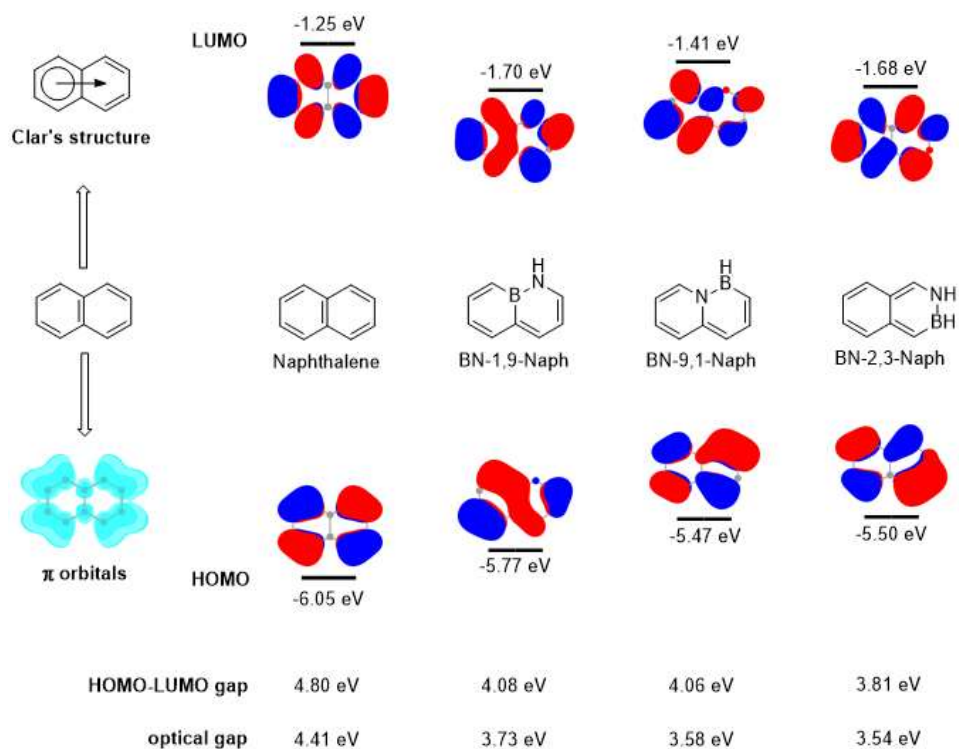 LUMO
-1.25 eV
-1.70 eV
-1.41 eV
-1.68 eV
Clar's structure
H
B
N
H
B
N
NH
BH
Naphthalene
BN-1,9-Naph
BN-9,1-Naph
BN-2,3-Naph
π orbitals
HOMO
-6.05 eV
-5.77 eV
-5.47 eV
-5.50 eV
HOMO-LUMO gap
4.80 eV
4.08 eV
4.06 eV
3.81 eV
optical gap
4.41 eV
3.73 eV
3.58 eV
3.54 eV